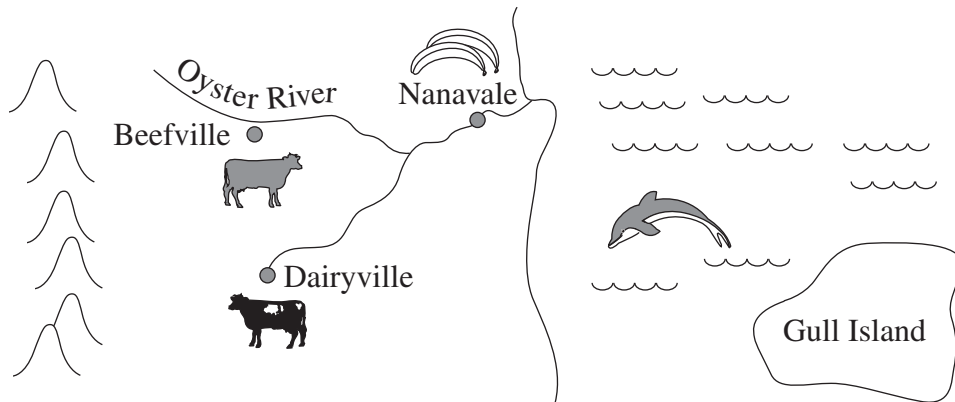 Oyster River
Nanavale
Beefville
Dairyville
Gull Island